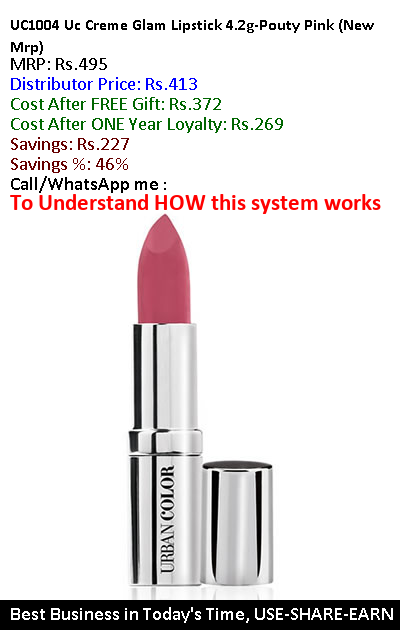 UC1004 Uc Creme Glam Lipstick 4.2g-Pouty Pink (New
Mrp)
MRP: Rs.495
Distributor Price: Rs.413
Cost After FREE Gift: Rs.372
Cost After ONE Year Loyalty: Rs.269
Savings: Rs.227
Savings %: 46%
Call/WhatsApp me :
To Understand HOW this system works
URBAN COLOR
Best Business in Today's Time, USE-SHARE-EARN